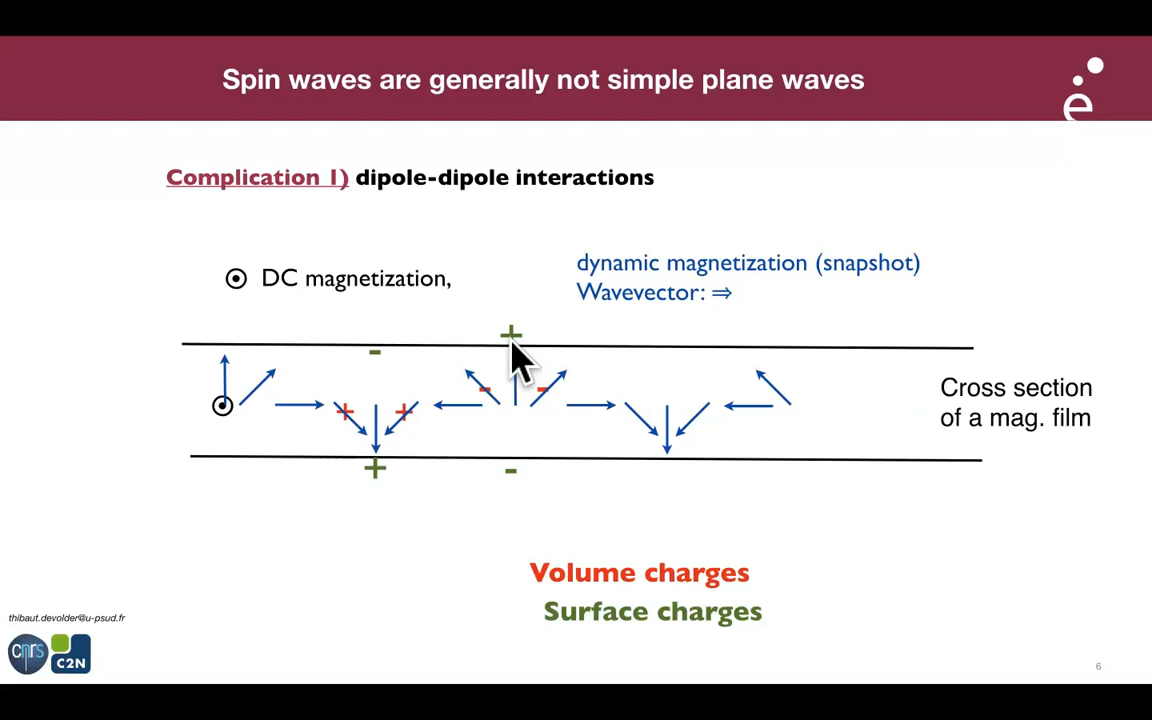 Spin waves are generally not simple plane waves
e
Complication 1) dipole-dipole interactions
⊙ DC magnetization,
dynamic magnetization (snapshot)
Wavevector: ⇒
+
-
- -
+ +
Cross section
of a mag. film
+ -
Volume charges
Surface charges
thibaut.devolder@u-psud.fr
cnrs
C2N
6